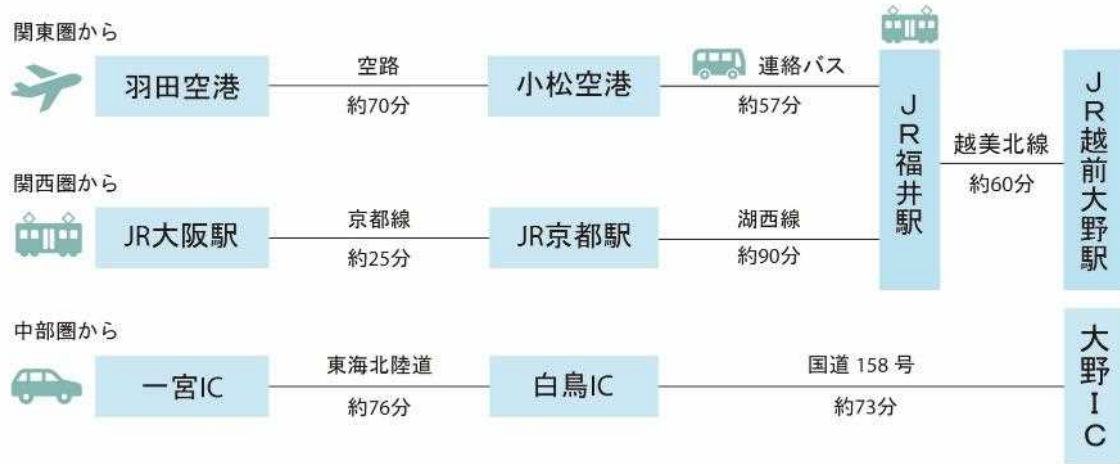 関東圏から
羽田空港
空路
約70分
小松空港
連絡バス
約57分
JR福井駅
越美北線
約60分
JR越前大野駅
関西圏から
JR大阪駅
京都線
約25分
JR京都駅
湖西線
約90分
中部圏から
一宮IC
東海北陸道
約76分
白鳥IC
国道 158 号
約73分
大野IC